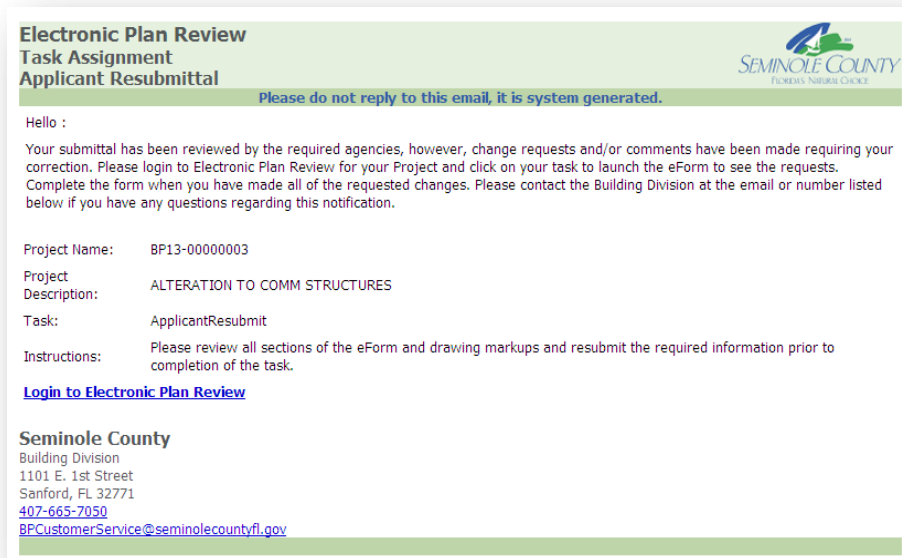 Electronic Plan Review
Task Assignment
Applicant Resubmittal
SEMINOLE COUNTY
FLORIDA'S NATURAL CHOICE
Please do not reply to this email, it is system generated.
Hello :
Your submittal has been reviewed by the required agencies, however, change requests and/or comments have been made requiring your
correction. Please login to Electronic Plan Review for your Project and click on your task to launch the eForm to see the requests.
Complete the form when you have made all of the requested changes. Please contact the Building Division at the email or number listed
below if you have any questions regarding this notification.
Project Name: BP13-00000003
Project
Description: ALTERATION TO COMM STRUCTURES
Task: ApplicantResubmit
Instructions: Please review all sections of the eForm and drawing markups and resubmit the required information prior to
completion of the task.
Login to Electronic Plan Review
Seminole County
Building Division
1101 E. 1st Street
Sanford, FL 32771
407-665-7050
BPCustomerService@seminolecountyfl.gov